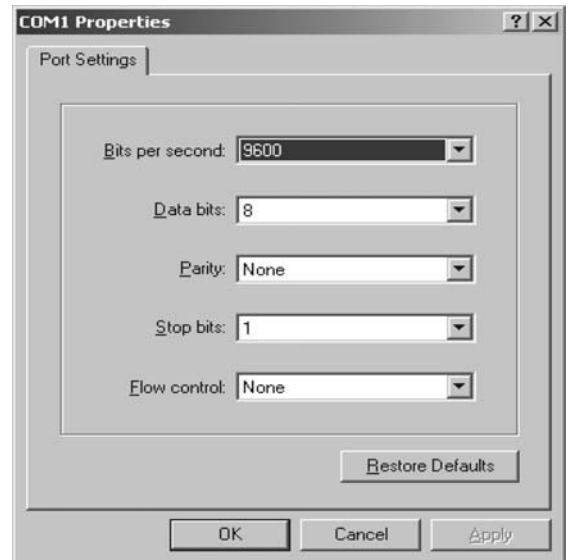 COM1 Properties
Port Settings
Bits per second: 9600
Data bits: 8
Parity: None
Stop bits: 1
Flow control: None
Restore Defaults
OK Cancel Apply